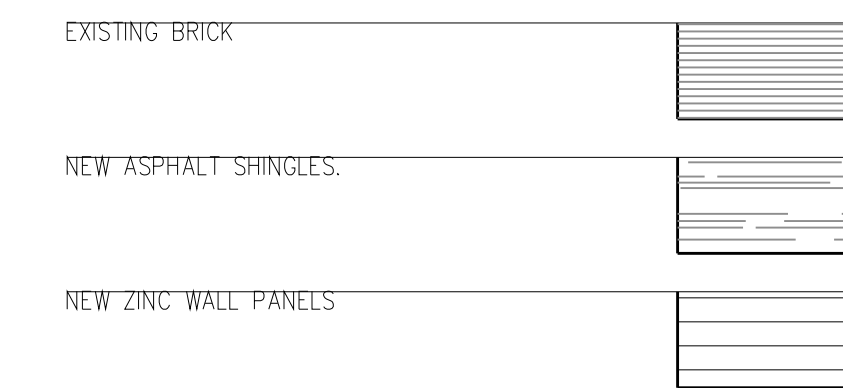 EXISTING BRICK
NEW ASPHALT SHINGLES.
NEW ZINC WALL PANELS